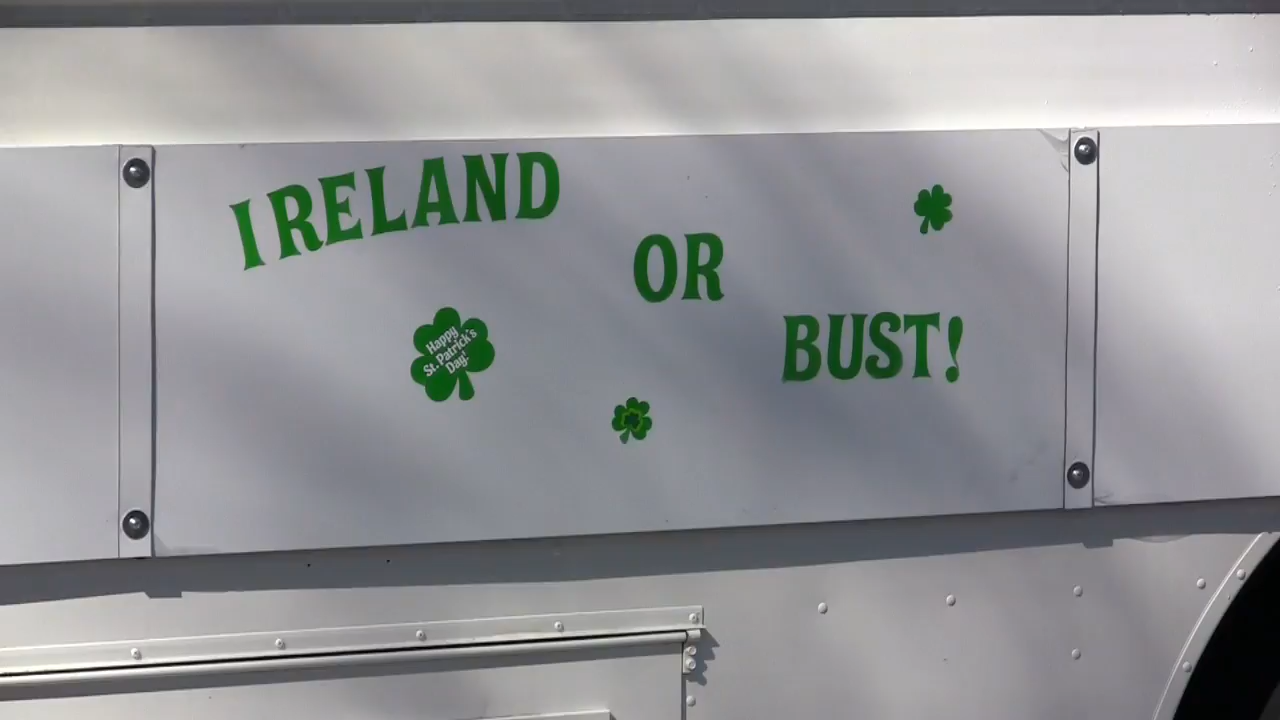 IRELAND
OR
BUST!
Happy
St. Patrick's
Day!